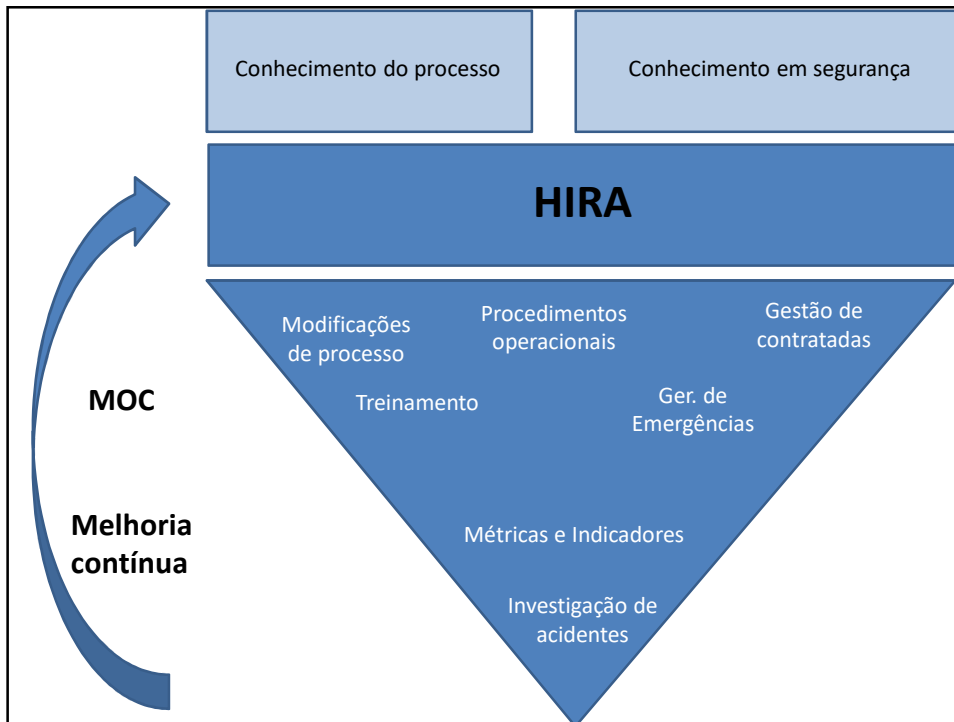 Conhecimento do processo
Conhecimento em segurança
HIRA
Modificações
de processo
Procedimentos
operacionais
Gestão de
contratadas
MOC
Treinamento
Ger. de
Emergências
Melhoria
contínua
Métricas e Indicadores
Investigação de
acidentes